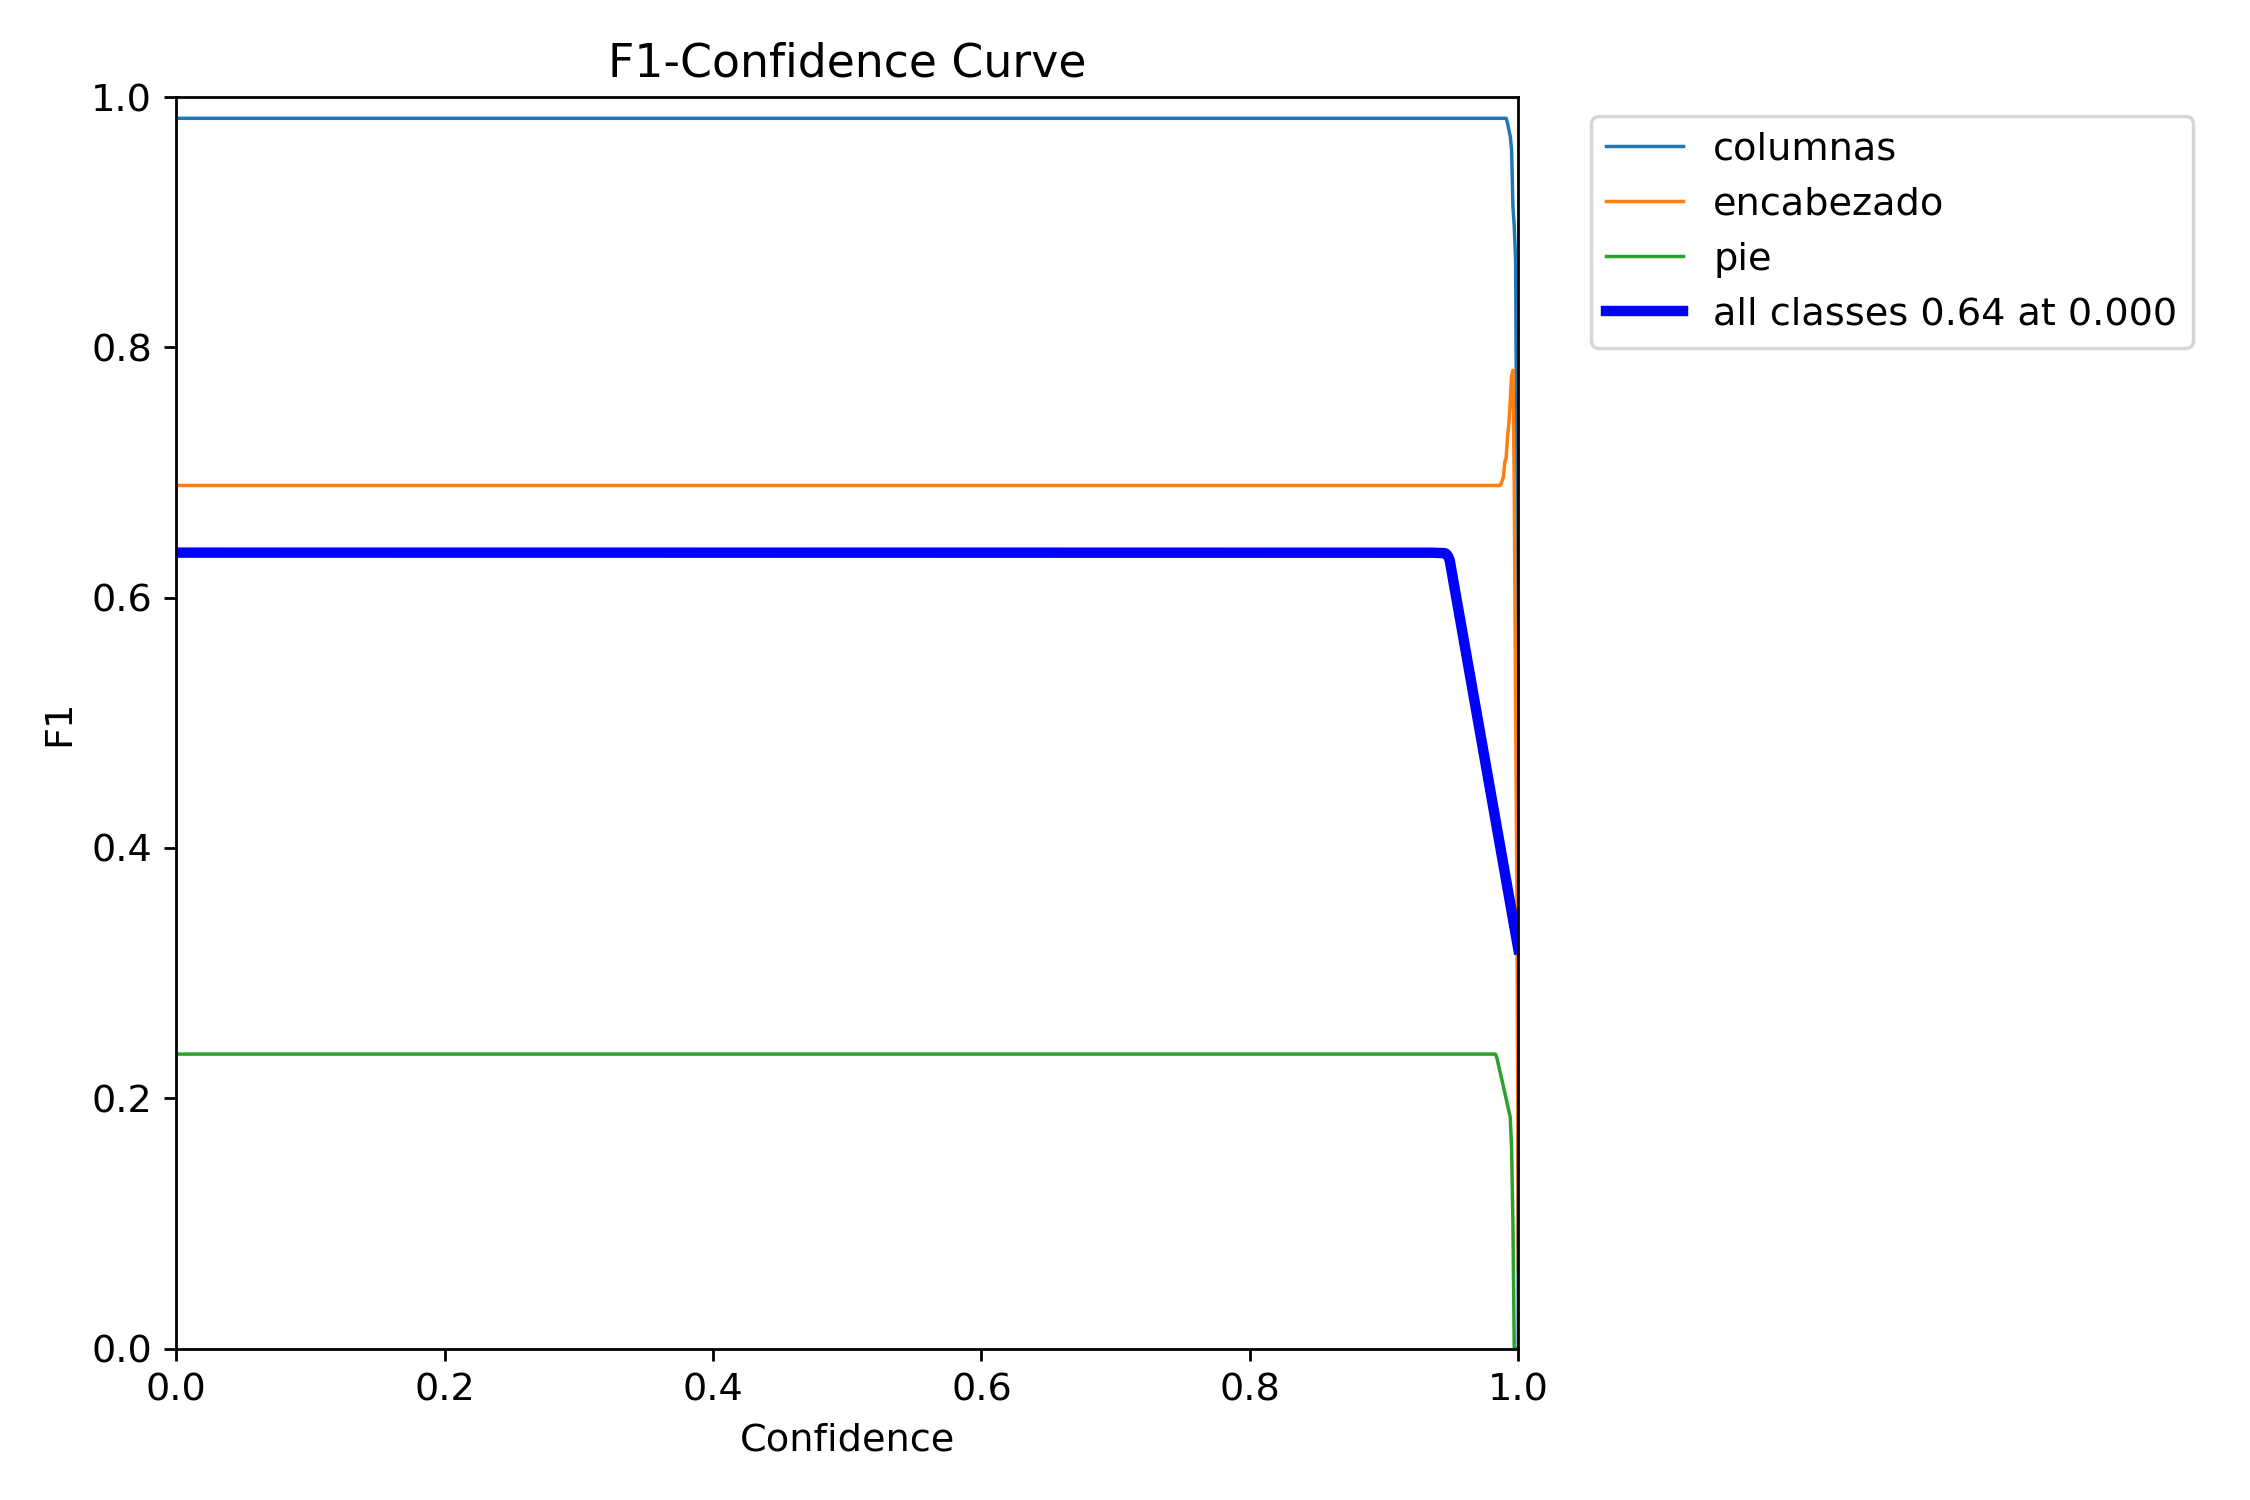 F1-Confidence Curve
1.0
0.8
0.6
0.4
0.2
0.0
F1
0.0 0.2 0.4 0.6 0.8 1.0
Confidence
columnas
encabezado
pie
all classes 0.64 at 0.000